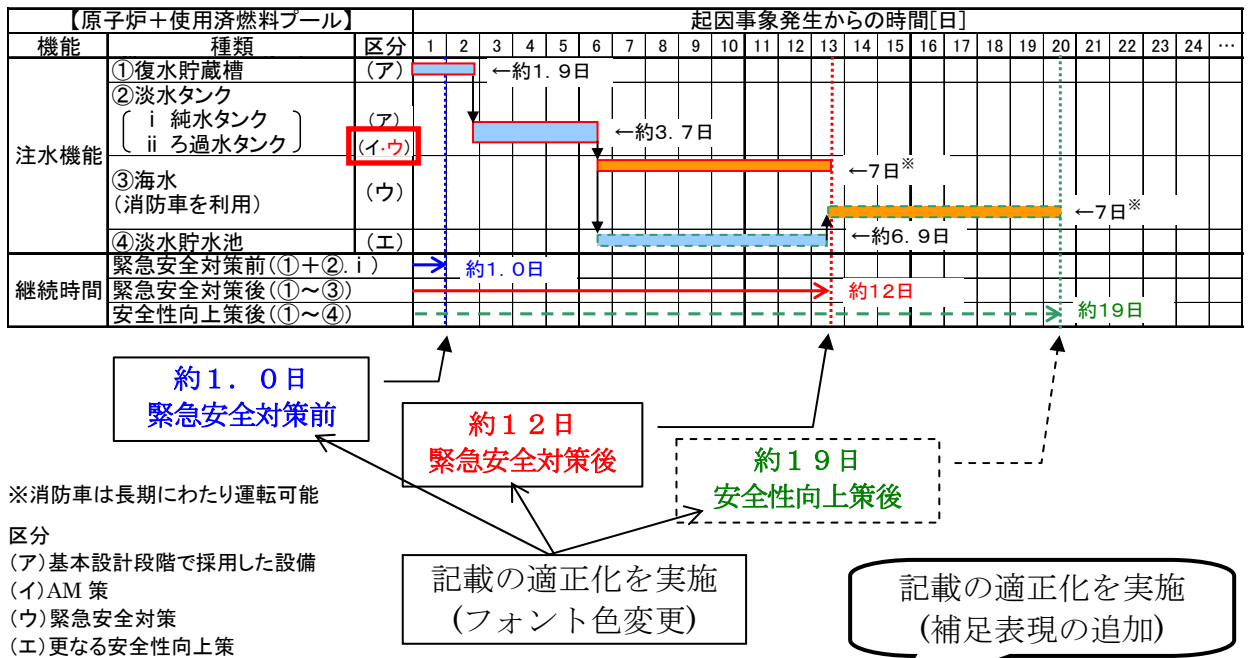 【原子炉+使用済燃料プール】 起因事象発生からの時間[日]
機能 種類 区分 1 2 3 4 5 6 7 8 9 10 11 12 13 14 15 16 17 18 19 20 21 22 23 24 …
注水機能
①復水貯蔵槽 (ア) ←約1.9日
②淡水タンク
ⅰ 純水タンク (ア)
ⅱ ろ過水タンク (イ・ウ)
←約3.7日
③海水
(消防車を利用) (ウ)
←7日※
←7日※
④淡水貯水池 (エ) ←約6.9日
継続時間
緊急安全対策前(①+②.ⅰ) 約1.0日
緊急安全対策後(①~③) 約12日
安全性向上策後(①~④) 約19日
約1.0日
緊急安全対策前
約12日
緊急安全対策後
約19日
安全性向上策後
※消防車は長期にわたり運転可能
区分
(ア)基本設計段階で採用した設備
(イ)AM 策
(ウ)緊急安全対策
(エ)更なる安全性向上策
記載の適正化を実施
(フォント色変更)
記載の適正化を実施
(補足表現の追加)